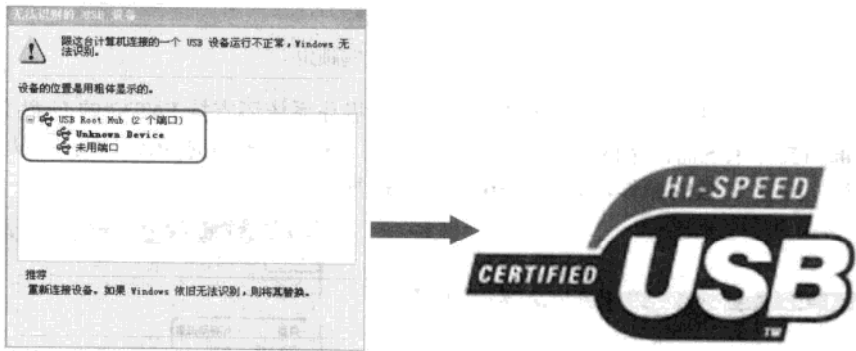 无法识别的 USB 设备
跟这台计算机连接的一个 USB 设备运行不正常，Windows 无
法识别。
设备的位置是用粗体显示的。
USB Root Hub (2 个端口)
Unknown Device
未用端口
推荐
重新连接设备。如果 Windows 依旧无法识别，则将其替换。
HI-SPEED
CERTIFIED
USB
TM